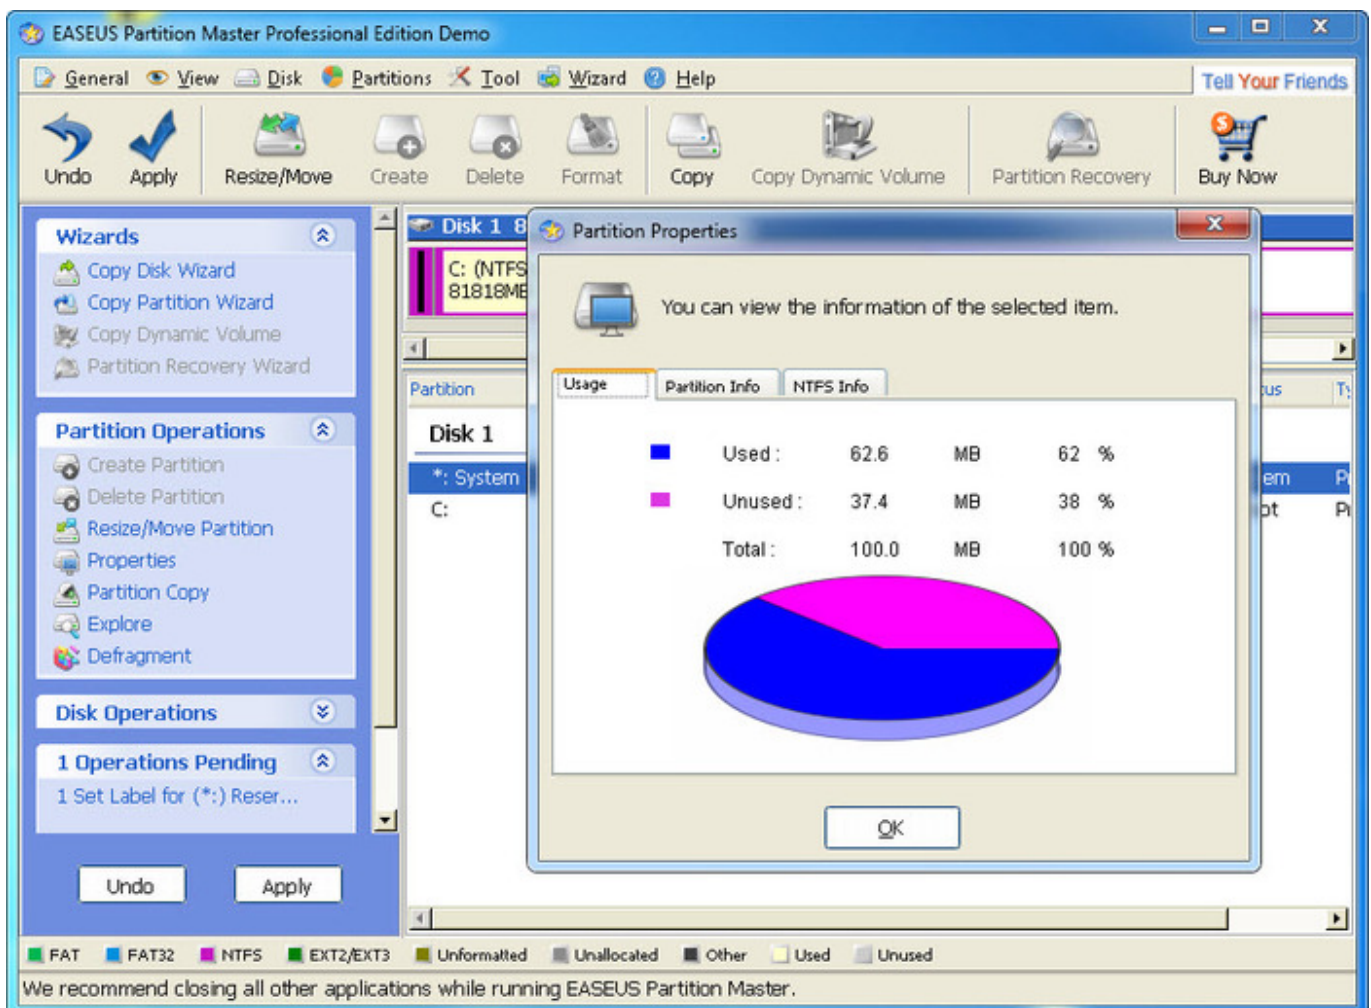 EASEUS Partition Master Professional Edition Demo
General View Disk Partitions Tool Wizard Help
Tell Your Friends
Undo Apply Resize/Move Create Delete Format Copy Copy Dynamic Volume Partition Recovery Buy Now
Wizards
Copy Disk Wizard
Copy Partition Wizard
Copy Dynamic Volume
Partition Recovery Wizard
Partition Operations
Create Partition
Delete Partition
Resize/Move Partition
Properties
Partition Copy
Explore
Defragment
Disk Operations
1 Operations Pending
1 Set Label for (*:) Reser...
Undo Apply
Disk 1 8
C: (NTFS
81818MB
Partition
Disk 1
*: System
C:
Partition Properties
You can view the information of the selected item.
Usage Partition Info NTFS Info
Used : 62.6 MB 62 %
Unused : 37.4 MB 38 %
Total : 100.0 MB 100 %
OK
FAT FAT32 NTFS EXT2/EXT3 Unformatted Unallocated Other Used Unused
We recommend closing all other applications while running EASEUS Partition Master.